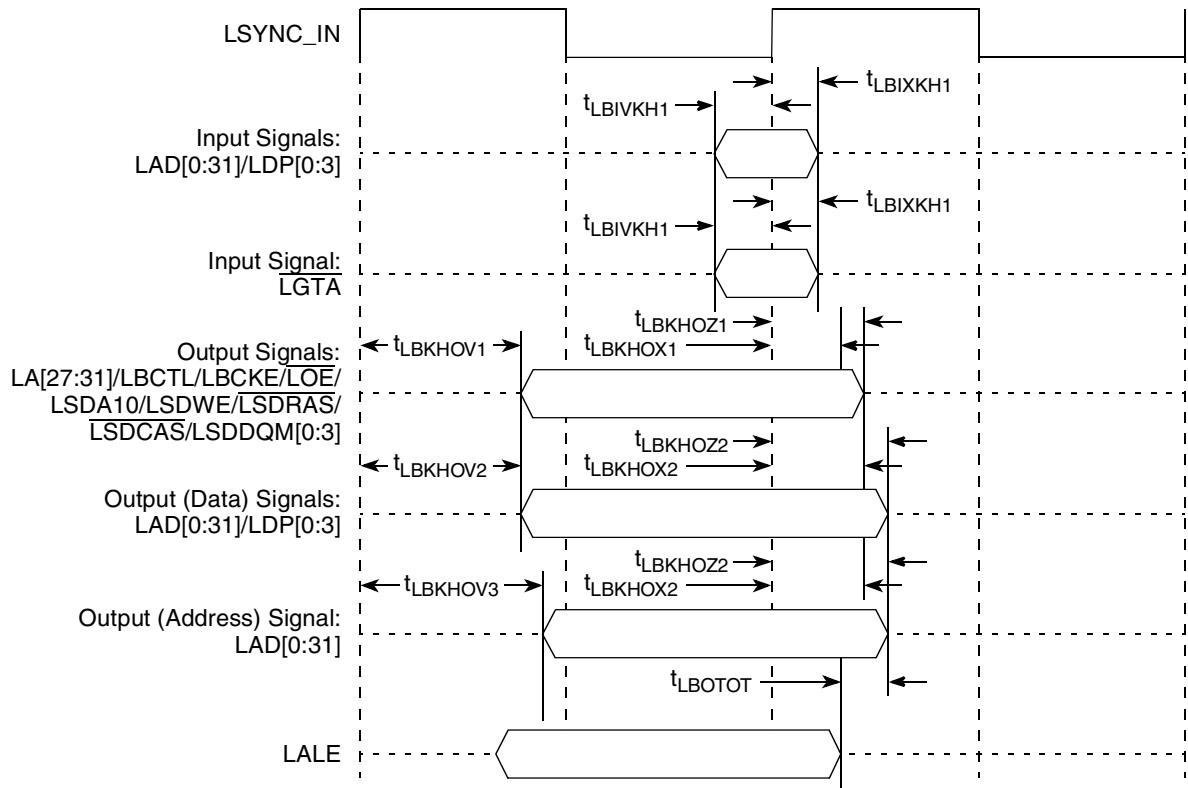 LSYNC_IN
tLBIXKH1
tLBIVKH1
Input Signals:
LAD[0:31]/LDP[0:3]
tLBIXKH1
tLBIVKH1
Input Signal:
LGTA
tLBKHOZ1
tLBKHOV1
tLBKHOX1
Output Signals:
LA[27:31]/LBCTL/LBCKE/LOE/
LSDA10/LSDWE/LSDRAS/
LSDCAS/LSDDQM[0:3]
tLBKHOZ2
tLBKHOV2
tLBKHOX2
Output (Data) Signals:
LAD[0:31]/LDP[0:3]
tLBKHOZ2
tLBKHOV3
tLBKHOX2
Output (Address) Signal:
LAD[0:31]
tLBOTOT
LALE